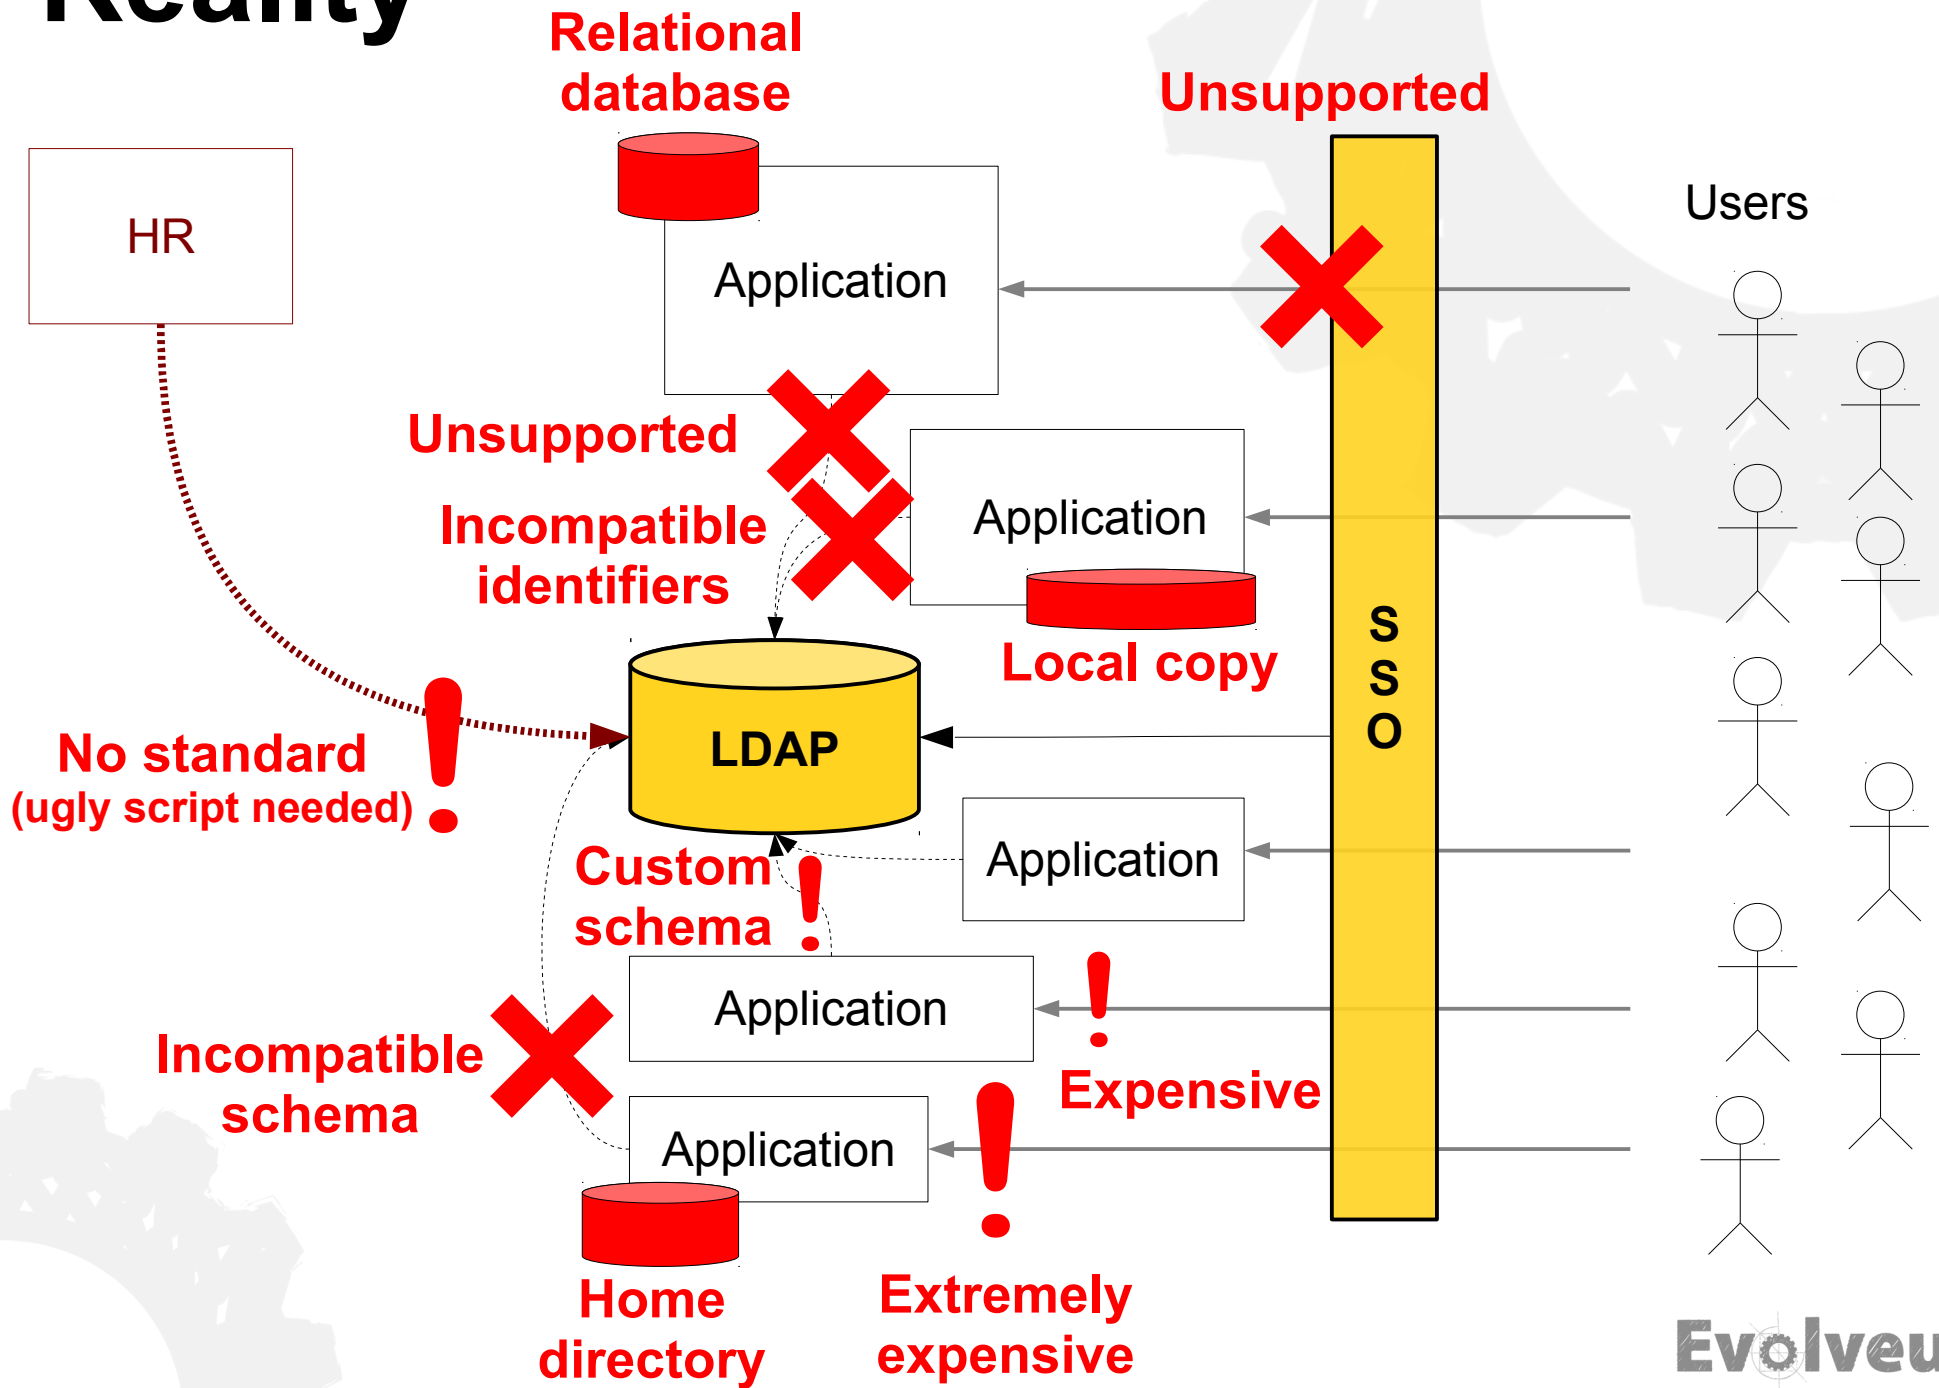 Reality
Relational
database
Unsupported
HR
Users
Application
Unsupported
Incompatible
identifiers
Application
Local copy
S
S
O
No standard
(ugly script needed)
LDAP
Custom
schema
Application
Application
Incompatible
schema
Expensive
Application
Home
directory
Extremely
expensive
Evolveu